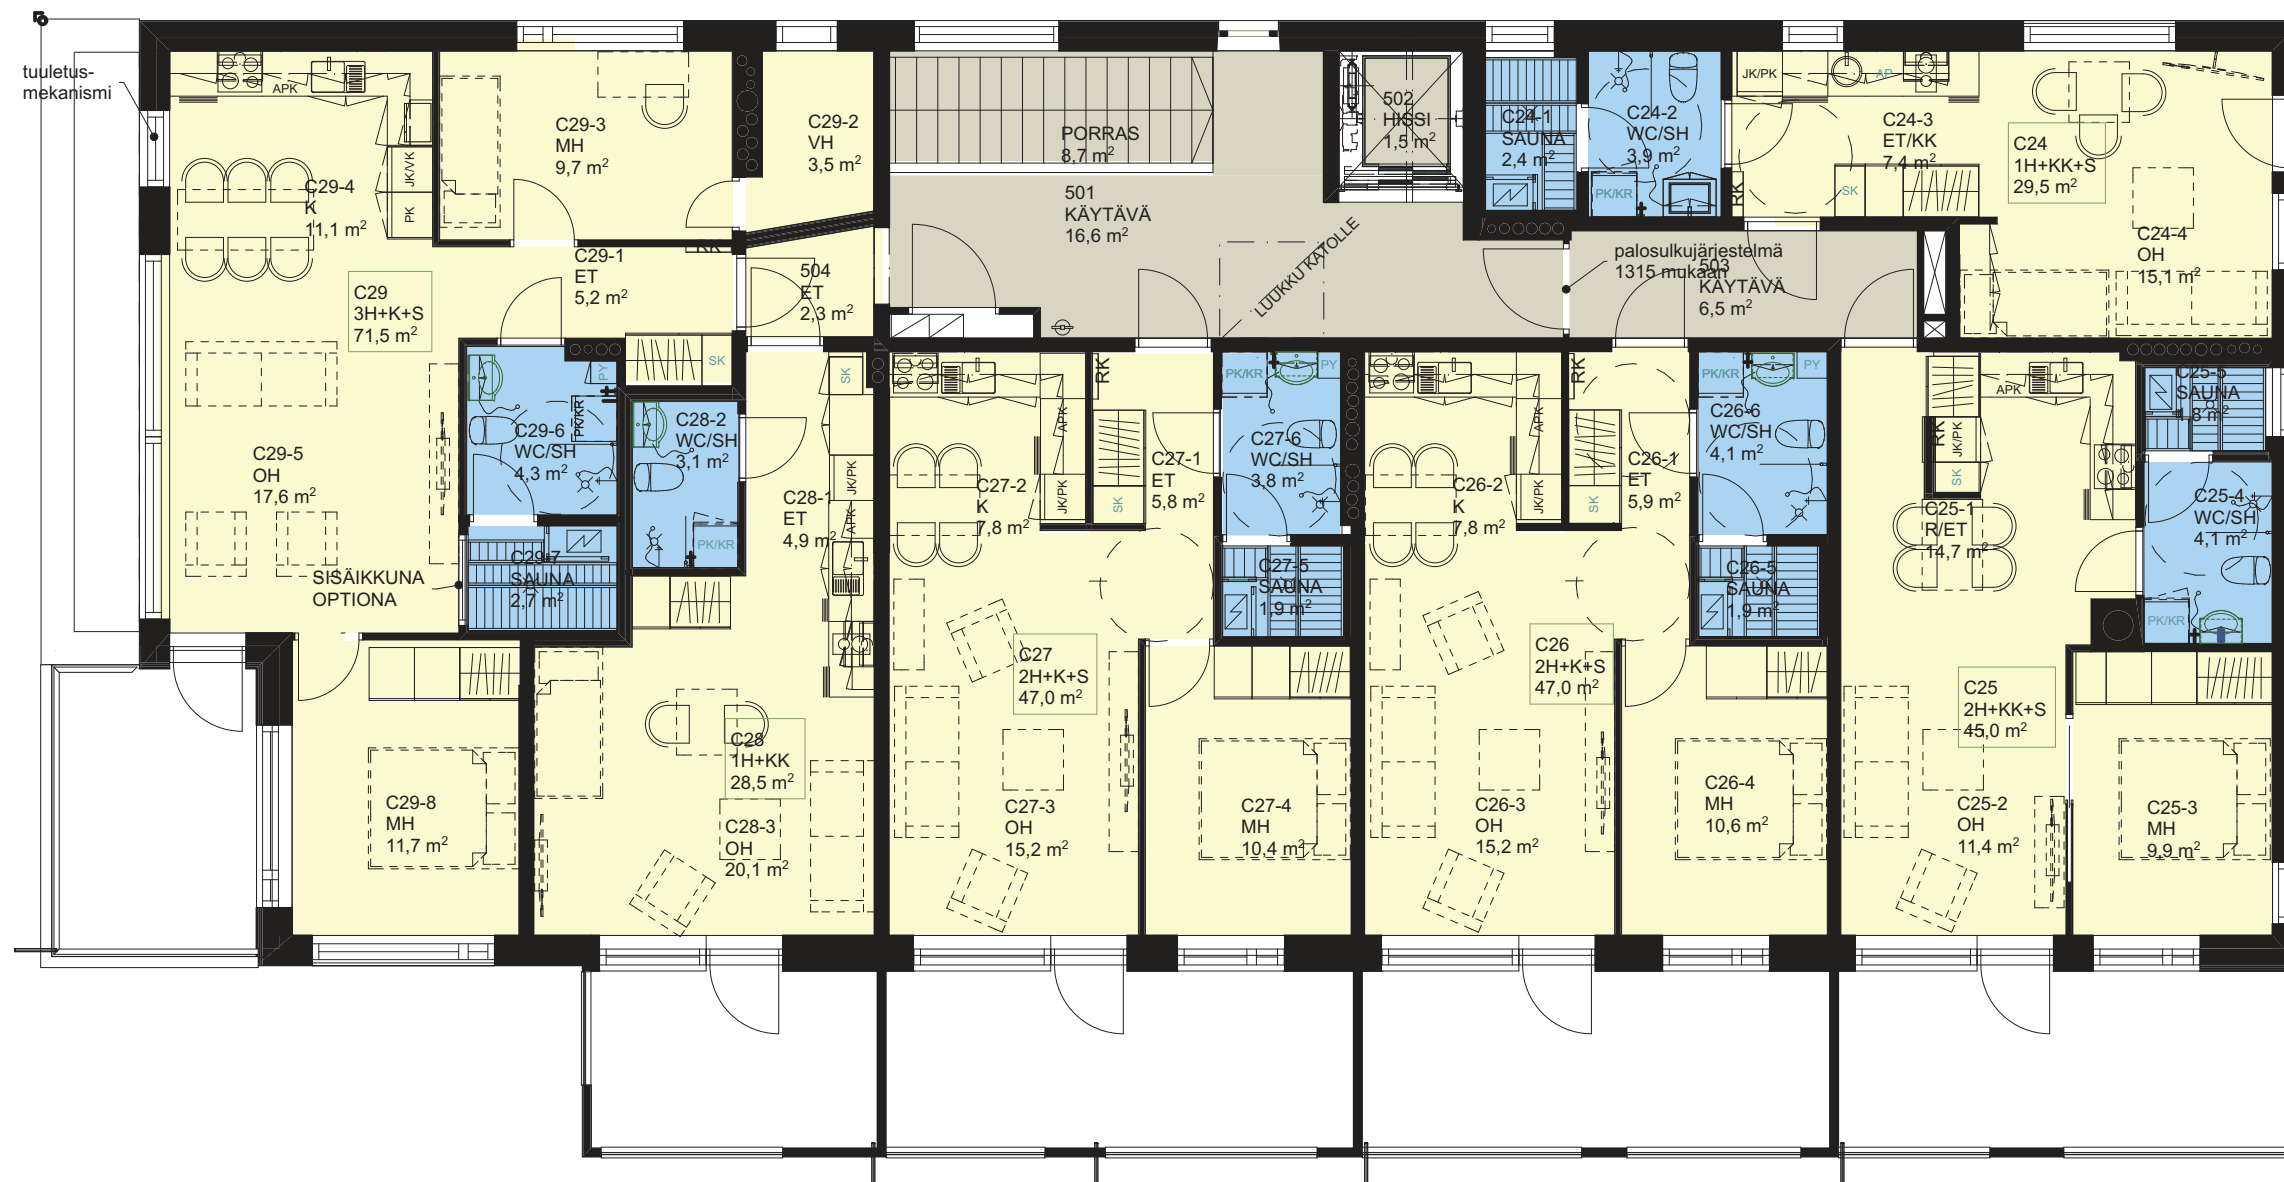 tuuletus-
mekanismi
APK
JK/VK
PK
C29-4
K
11,1 m²
C29-3
MH
9,7 m²
C29-2
VH
3,5 m²
C29-1
ET
5,2 m²
RK
504
ET
2,3 m²
C29
3H+K+S
71,5 m²
SK
PY
PK/KR
C29-6
WC/SH
4,3 m²
C29-5
OH
17,6 m²
C29-7
SAUNA
2,7 m²
SISÄIKKUNA
OPTIONA
C29-8
MH
11,7 m²
PORRAS
8,7 m²
501
KÄYTÄVÄ
16,6 m²
502
HISSI
1,5 m²
LUUKKU KATOLLE
palosulkujärjestelmä
1315 mukaan
503
KÄYTÄVÄ
6,5 m²
C24-1
SAUNA
2,4 m²
C24-2
WC/SH
3,9 m²
PK/KR
JK/PK
AP
RK
SK
C24-3
ET/KK
7,4 m²
C24
1H+KK+S
29,5 m²
C24-4
OH
15,1 m²
C28-2
WC/SH
3,1 m²
PK/KR
SK
JK/PK
APK
C28-1
ET
4,9 m²
C28
1H+KK
28,5 m²
C28-3
OH
20,1 m²
RK
APK
JK/PK
SK
C27-2
K
7,8 m²
C27-1
ET
5,8 m²
PK/KR
PY
C27-6
WC/SH
3,8 m²
C27-5
SAUNA
1,9 m²
C27
2H+K+S
47,0 m²
C27-3
OH
15,2 m²
C27-4
MH
10,4 m²
RK
APK
JK/PK
SK
C26-2
K
7,8 m²
C26-1
ET
5,9 m²
PK/KR
PY
C26-6
WC/SH
4,1 m²
C26-5
SAUNA
1,9 m²
C26
2H+K+S
47,0 m²
C26-3
OH
15,2 m²
C26-4
MH
10,6 m²
APK
RK
JK/PK
SK
C25-5
SAUNA
1,8 m²
C25-4
WC/SH
4,1 m²
PK/KR
C25-1
R/ET
14,7 m²
C25
2H+KK+S
45,0 m²
C25-2
OH
11,4 m²
C25-3
MH
9,9 m²